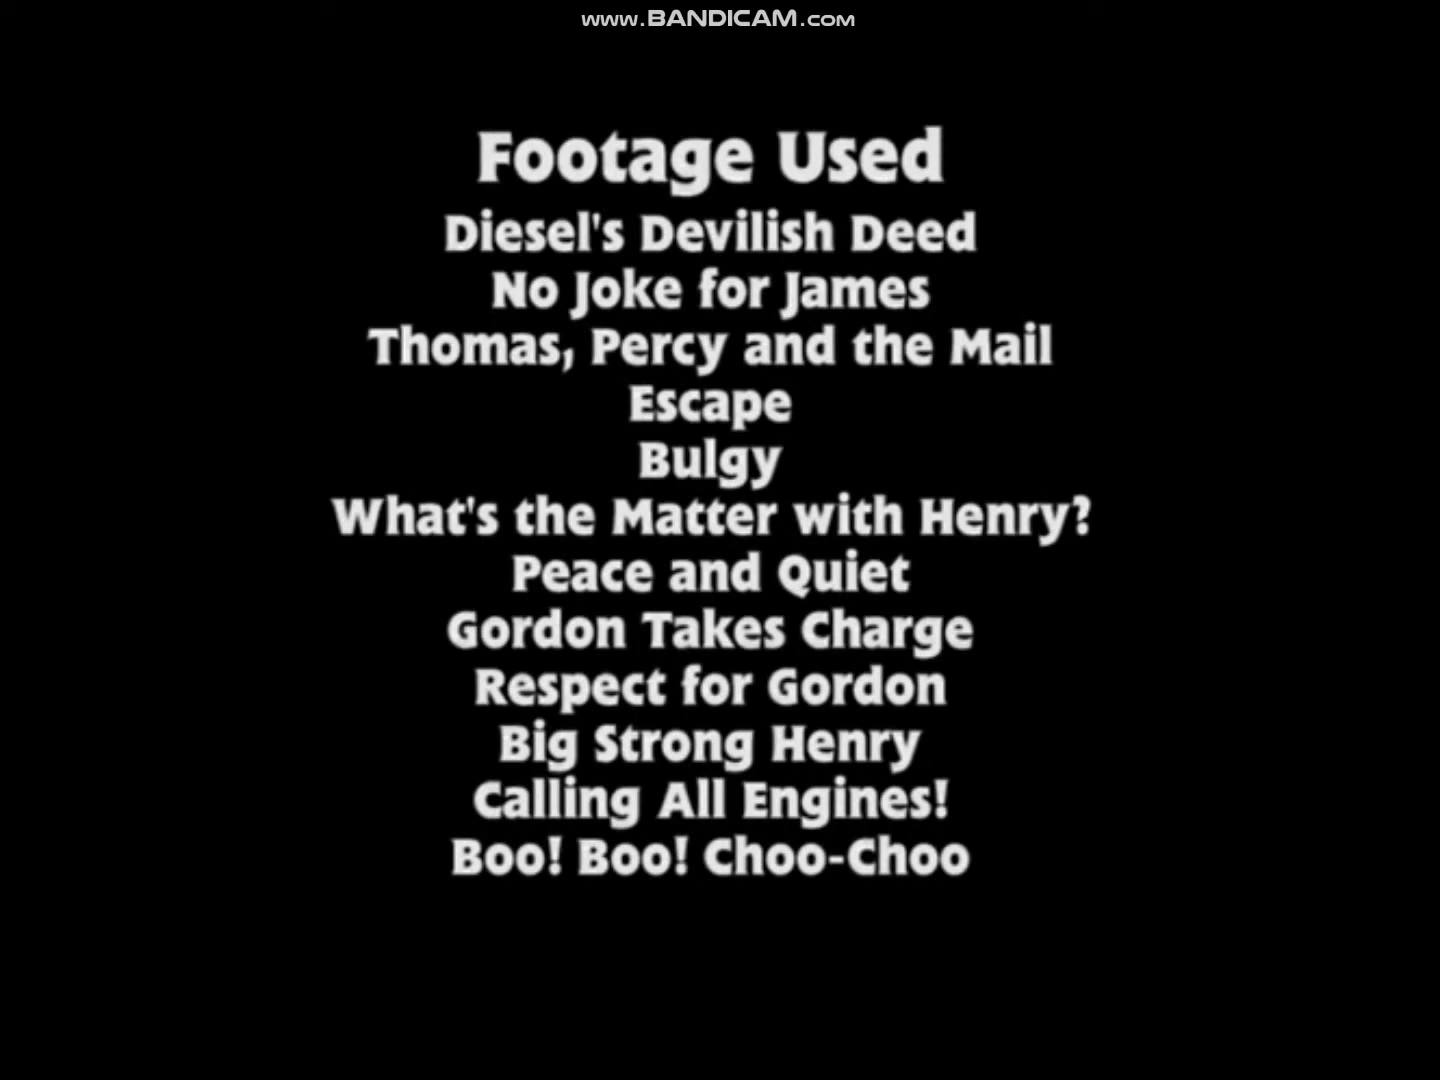 www.BANDICAM.com
Footage Used
Diesel's Devilish Deed
No Joke for James
Thomas, Percy and the Mail
Escape
Bulgy
What's the Matter with Henry?
Peace and Quiet
Gordon Takes Charge
Respect for Gordon
Big Strong Henry
Calling All Engines!
Boo! Boo! Choo-Choo